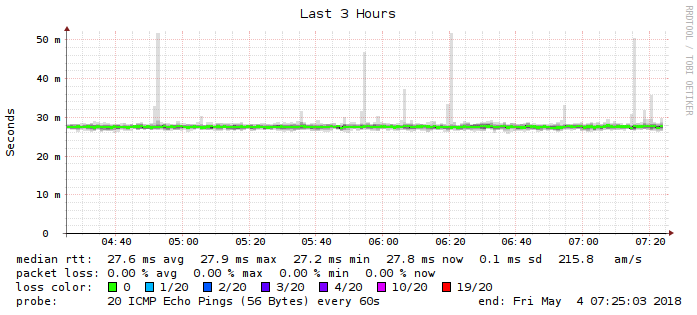 Last 3 Hours
RRDTOOL / TOBI OETIKER
Seconds
50 m
40 m
30 m
20 m
10 m
0
04:40 05:00 05:20 05:40 06:00 06:20 06:40 07:00 07:20
median rtt: 27.6 ms avg 27.9 ms max 27.2 ms min 27.8 ms now 0.1 ms sd 215.8 am/s
packet loss: 0.00 % avg 0.00 % max 0.00 % min 0.00 % now
loss color: 0 1/20 2/20 3/20 4/20 10/20 19/20
probe: 20 ICMP Echo Pings (56 Bytes) every 60s end: Fri May 4 07:25:03 2018